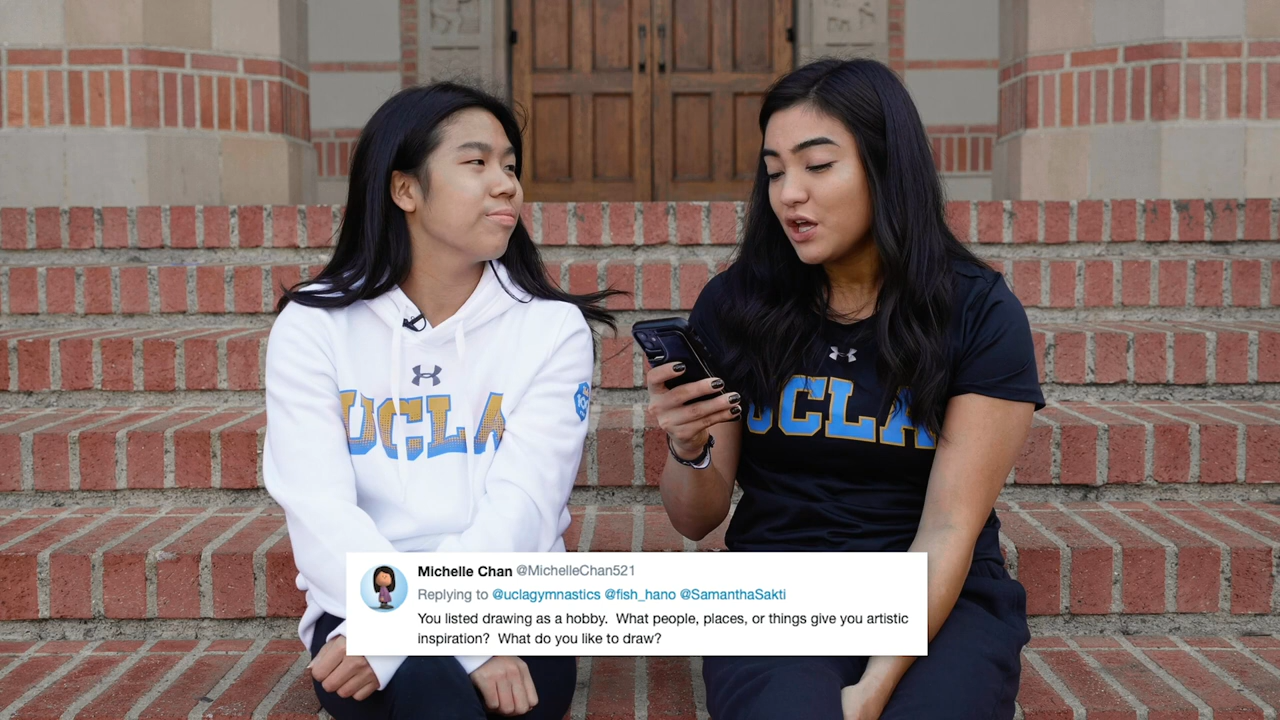 UCLA
UCLA
Michelle Chan @MichelleChan521
Replying to @uclagymnastics @fish_hano @SamanthaSakti
You listed drawing as a hobby. What people, places, or things give you artistic
inspiration? What do you like to draw?